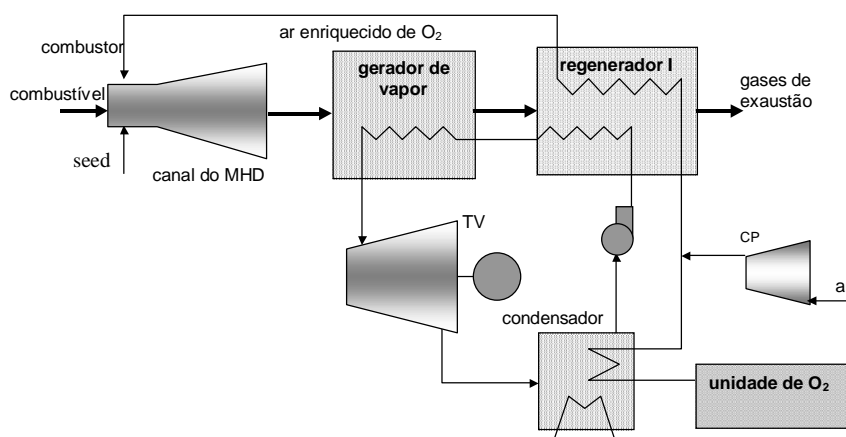 ar enriquecido de O₂
combustor
gerador de
vapor
regenerador I
gases de
exaustão
combustível
seed
canal do MHD
TV
CP
a
condensador
unidade de O₂